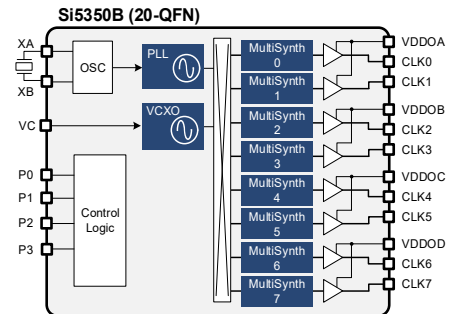 Si5350B (20-QFN)
XA
XB
OSC
PLL
VC
VCXO
P0
P1
P2
P3
Control
Logic
MultiSynth
0
MultiSynth
1
MultiSynth
2
MultiSynth
3
MultiSynth
4
MultiSynth
5
MultiSynth
6
MultiSynth
7
VDDOA
CLK0
CLK1
VDDOB
CLK2
CLK3
VDDOC
CLK4
CLK5
VDDOD
CLK6
CLK7